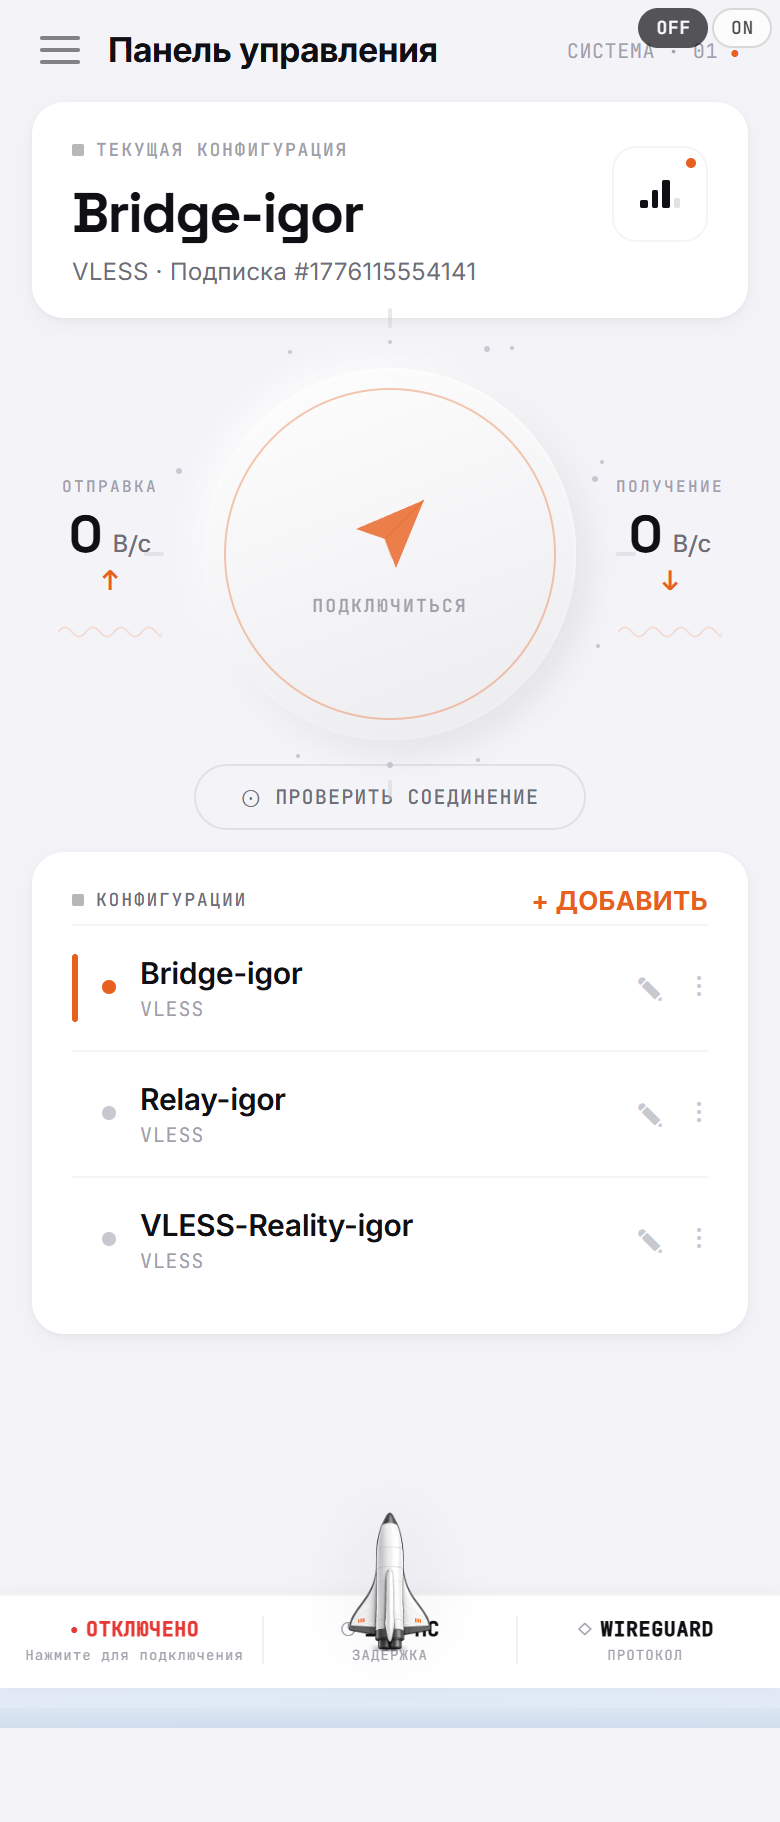 OFF ON
Панель управления
СИСТЕМА · 01
ТЕКУЩАЯ КОНФИГУРАЦИЯ
Bridge-igor
VLESS · Подписка #1776115554141
ОТПРАВКА
0 B/c
↑
ПОЛУЧЕНИЕ
0 B/c
↓
ПОДКЛЮЧИТЬСЯ
ПРОВЕРИТЬ СОЕДИНЕНИЕ
КОНФИГУРАЦИИ
+ ДОБАВИТЬ
Bridge-igor
VLESS
Relay-igor
VLESS
VLESS-Reality-igor
VLESS
ОТКЛЮЧЕНО
Нажмите для подключения
ЗАДЕРЖКА
WIREGUARD
ПРОТОКОЛ